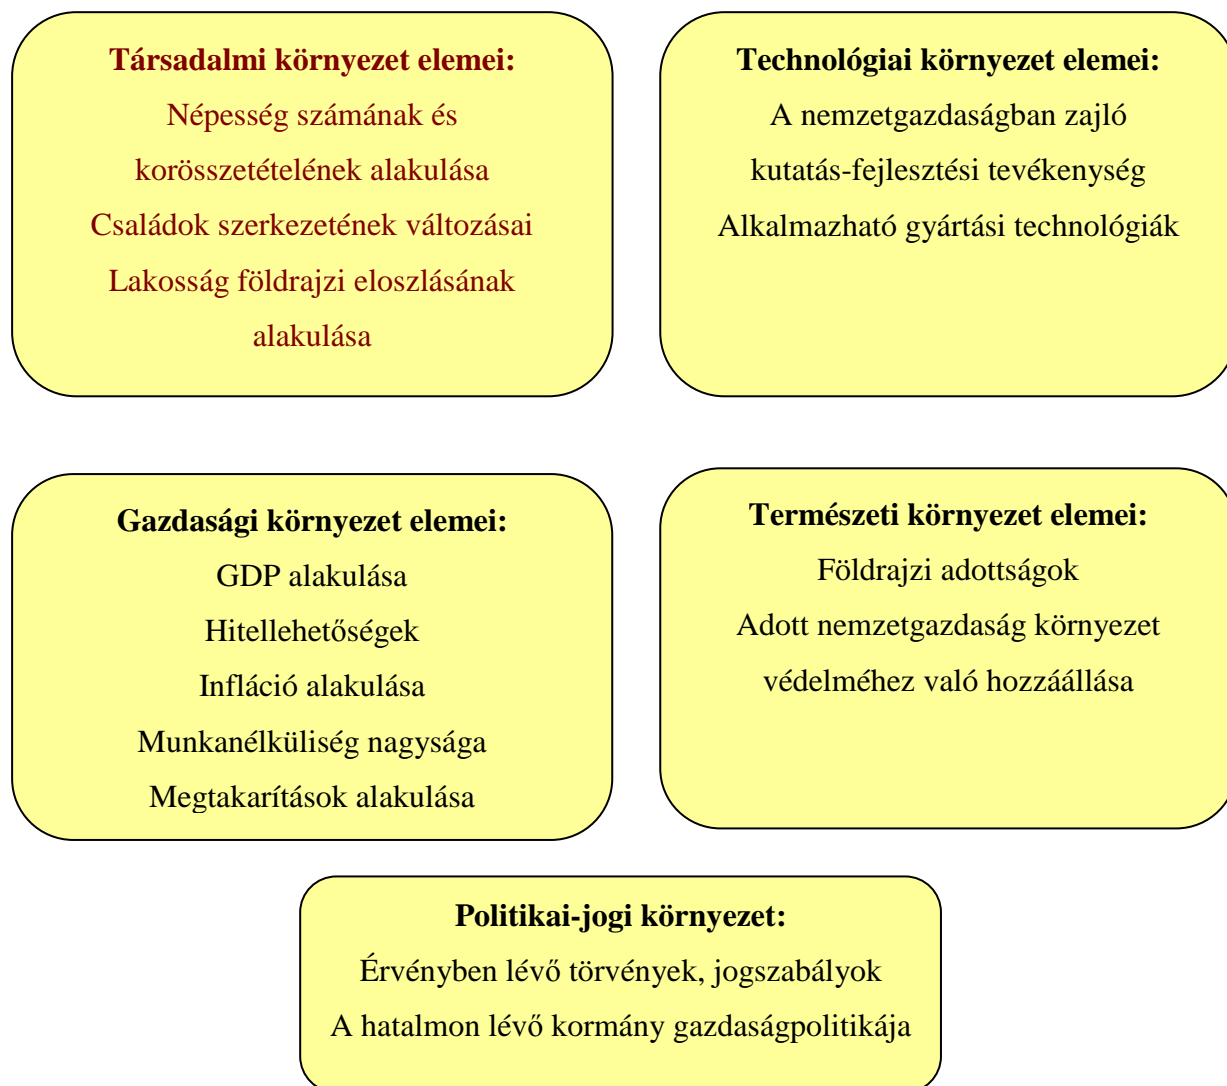 Társadalmi környezet elemei:
Népesség számának és
korösszetételének alakulása
Családok szerkezetének változásai
Lakosság földrajzi eloszlásának
alakulása
Technológiai környezet elemei:
A nemzetgazdaságban zajló
kutatás-fejlesztési tevékenység
Alkalmazható gyártási technológiák
Gazdasági környezet elemei:
GDP alakulása
Hitellehetőségek
Infláció alakulása
Munkanélküliség nagysága
Megtakarítások alakulása
Természeti környezet elemei:
Földrajzi adottságok
Adott nemzetgazdaság környezet
védelméhez való hozzáállása
Politikai-jogi környezet:
Érvényben lévő törvények, jogszabályok
A hatalmon lévő kormány gazdaságpolitikája